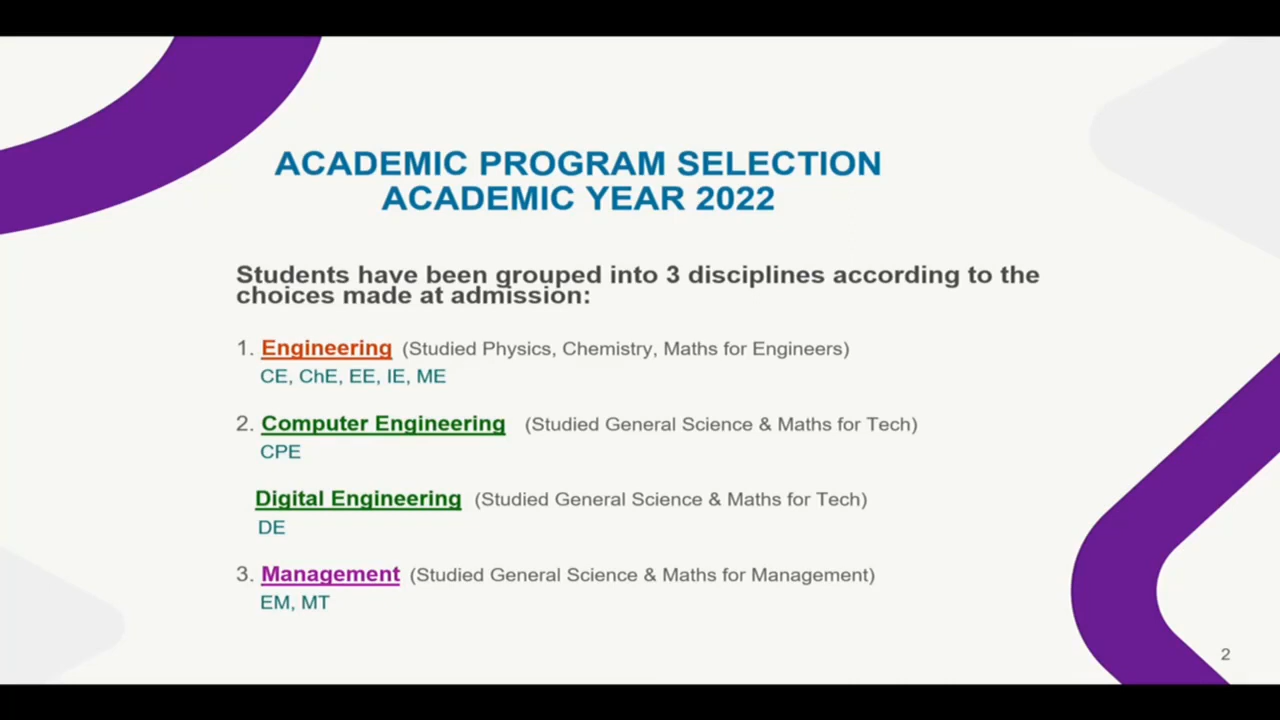 ACADEMIC PROGRAM SELECTION
ACADEMIC YEAR 2022
Students have been grouped into 3 disciplines according to the
choices made at admission:
1. Engineering (Studied Physics, Chemistry, Maths for Engineers)
CE, ChE, EE, IE, ME
2. Computer Engineering (Studied General Science & Maths for Tech)
CPE
Digital Engineering (Studied General Science & Maths for Tech)
DE
3. Management (Studied General Science & Maths for Management)
EM, MT
2